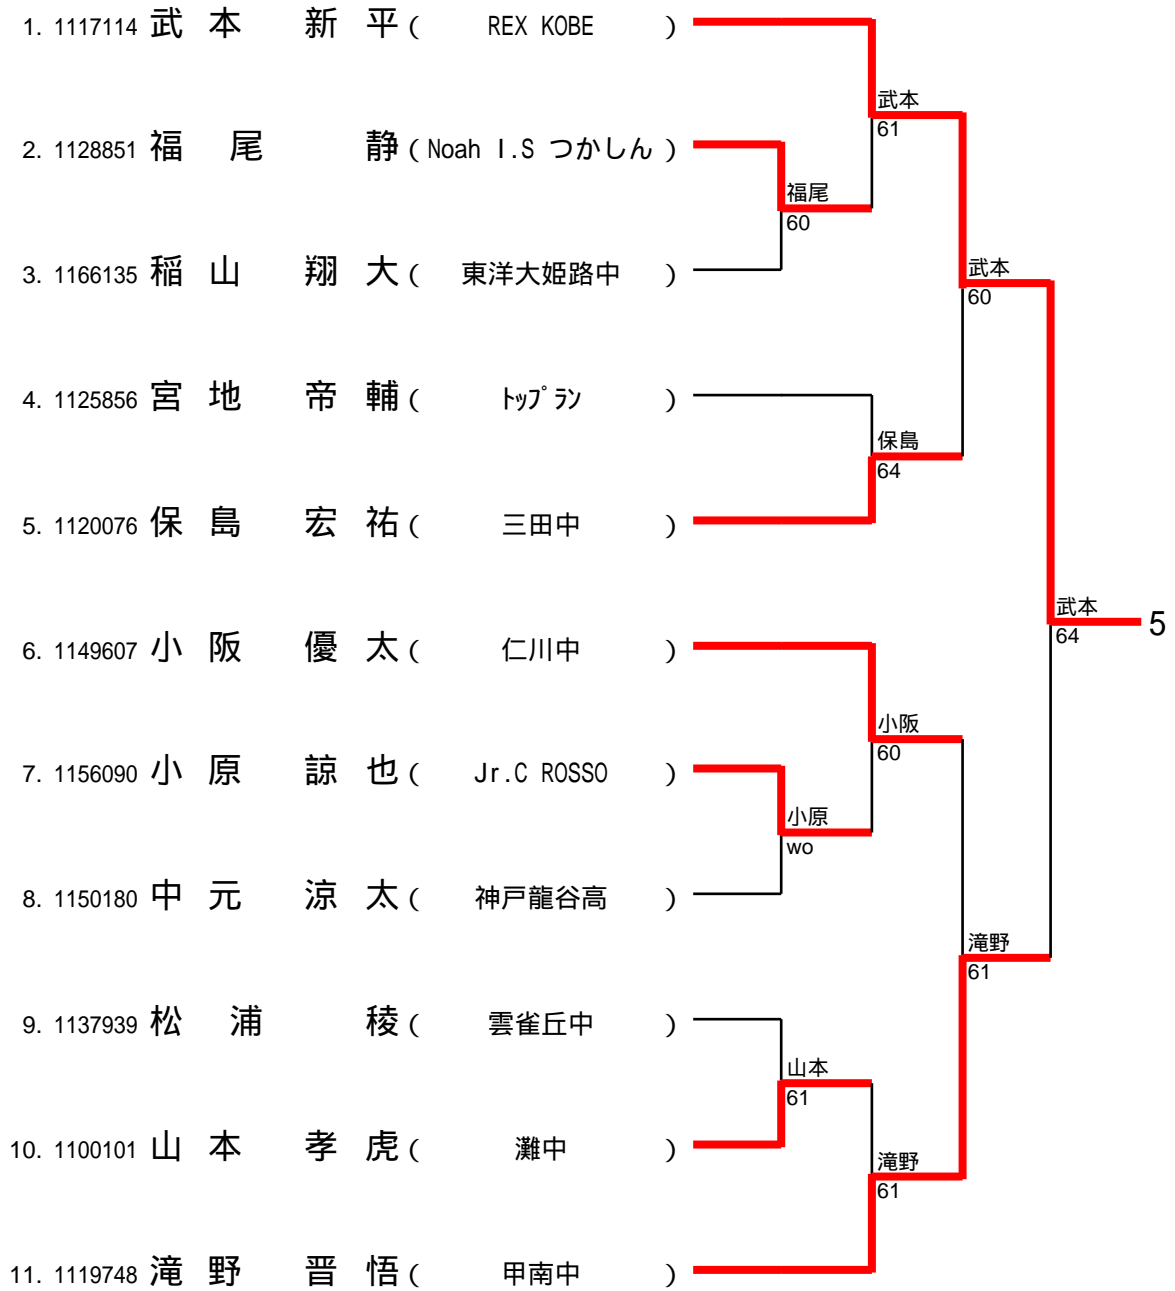 1. 1117114 武本 新平 ( REX KOBE )
武本
61
2. 1128851 福尾 静 ( Noah I.S つかしん )
福尾
60
3. 1166135 稲山 翔大 ( 東洋大姫路中 )
武本
60
4. 1125856 宮地 帝輔 ( ﾄｯﾌﾟﾗﾝ )
保島
64
5. 1120076 保島 宏祐 ( 三田中 )
武本
64
5
6. 1149607 小阪 優太 ( 仁川中 )
小阪
60
7. 1156090 小原 諒也 ( Jr.C ROSSO )
小原
wo
8. 1150180 中元 涼太 ( 神戸龍谷高 )
滝野
61
9. 1137939 松浦 稜 ( 雲雀丘中 )
山本
61
10. 1100101 山本 孝虎 ( 灘中 )
滝野
61
11. 1119748 滝野 晋悟 ( 甲南中 )